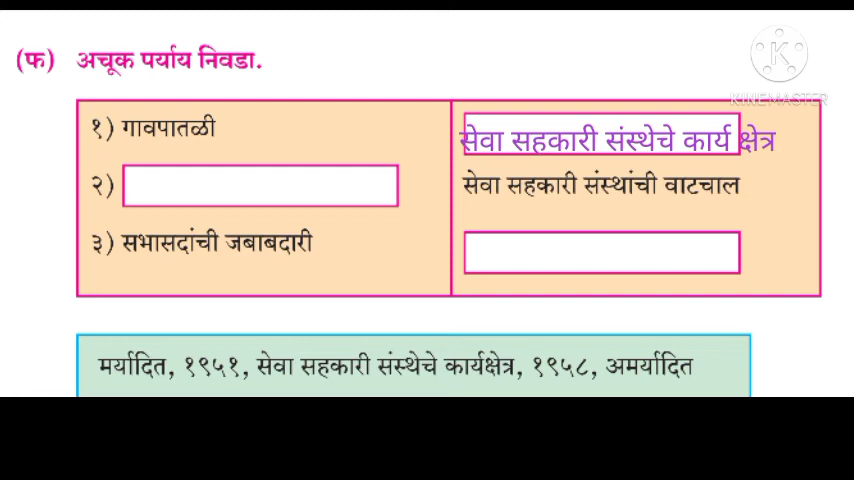 (फ) अचूक पर्याय निवडा.
KINEMASTER
१) गावपातळी
सेवा सहकारी संस्थेचे कार्य क्षेत्र
२)
सेवा सहकारी संस्थांची वाटचाल
३) सभासदांची जबाबदारी
मर्यादित, १९५१, सेवा सहकारी संस्थेचे कार्यक्षेत्र, १९५८, अमर्यादित